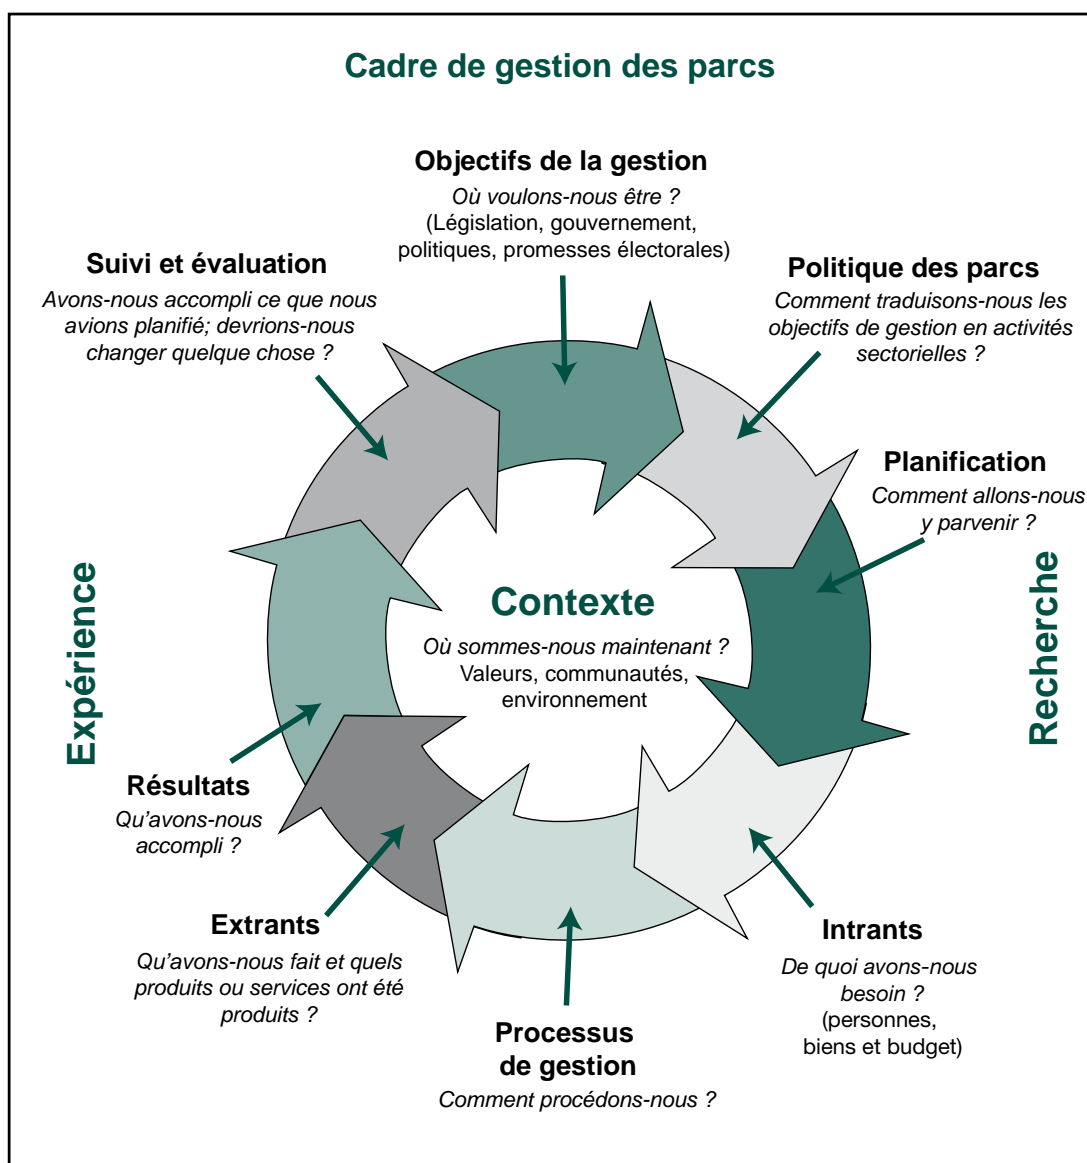 Cadre de gestion des parcs
Objectifs de la gestion
Où voulons-nous être ?
(Législation, gouvernement,
politiques, promesses électorales)
Politique des parcs
Comment traduisons-nous les
objectifs de gestion en activités
sectorielles ?
Planification
Comment allons-nous
y parvenir ?
Recherche
Intrants
De quoi avons-nous
besoin ?
(personnes,
biens et budget)
Processus
de gestion
Comment procédons-nous ?
Extrants
Qu’avons-nous fait et quels
produits ou services ont été
produits ?
Résultats
Qu’avons-nous
accompli ?
Expérience
Suivi et évaluation
Avons-nous accompli ce que nous
avions planifié; devrions-nous
changer quelque chose ?
Contexte
Où sommes-nous maintenant ?
Valeurs, communautés,
environnement